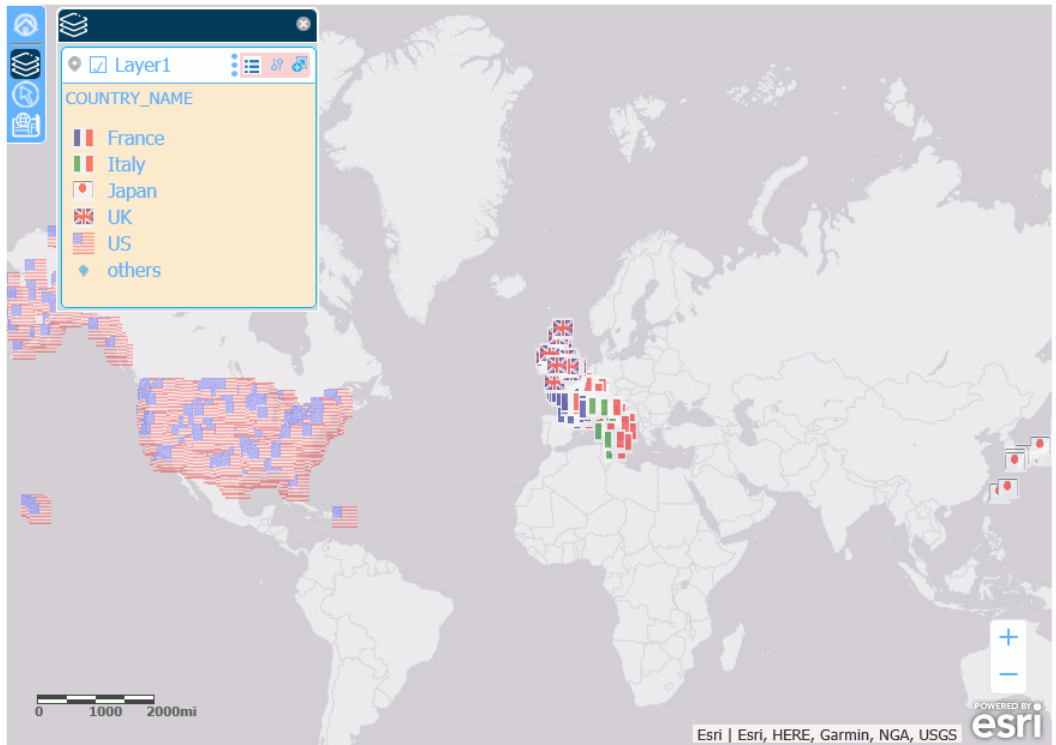 Layer1
COUNTRY_NAME
France
Italy
Japan
UK
US
others
+
−
0 1000 2000mi
POWERED BY
esri
Esri | Esri, HERE, Garmin, NGA, USGS